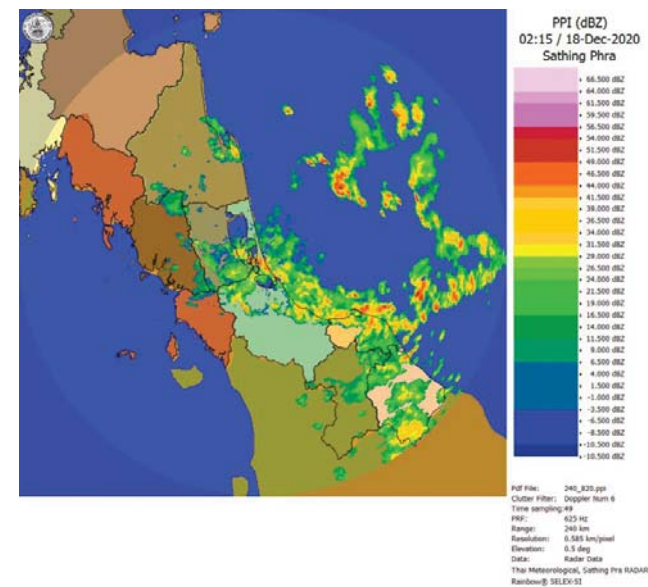 PPI (dBZ)
02:15 / 18-Dec-2020
Sathing Phra
66.500 dBZ
64.000 dBZ
61.500 dBZ
59.500 dBZ
56.500 dBZ
54.000 dBZ
51.500 dBZ
49.000 dBZ
46.500 dBZ
44.000 dBZ
41.500 dBZ
39.000 dBZ
36.500 dBZ
34.000 dBZ
31.500 dBZ
29.000 dBZ
26.500 dBZ
24.000 dBZ
21.500 dBZ
19.000 dBZ
16.500 dBZ
14.000 dBZ
11.500 dBZ
9.000 dBZ
6.500 dBZ
4.000 dBZ
1.500 dBZ
-1.000 dBZ
-3.500 dBZ
-6.500 dBZ
-8.500 dBZ
-10.500 dBZ
-10.500 dBZ
Pdf File: 240_820.ppi
Clutter Filter: Doppler Num 6
Time sampling:49
PRF: 625 Hz
Range: 240 km
Resolution: 0.585 km/pixel
Elevation: 0.5 deg
Data: Radar Data
Thai Meteorological, Sathing Pra RADAR
Rainbow® SELEX-SI